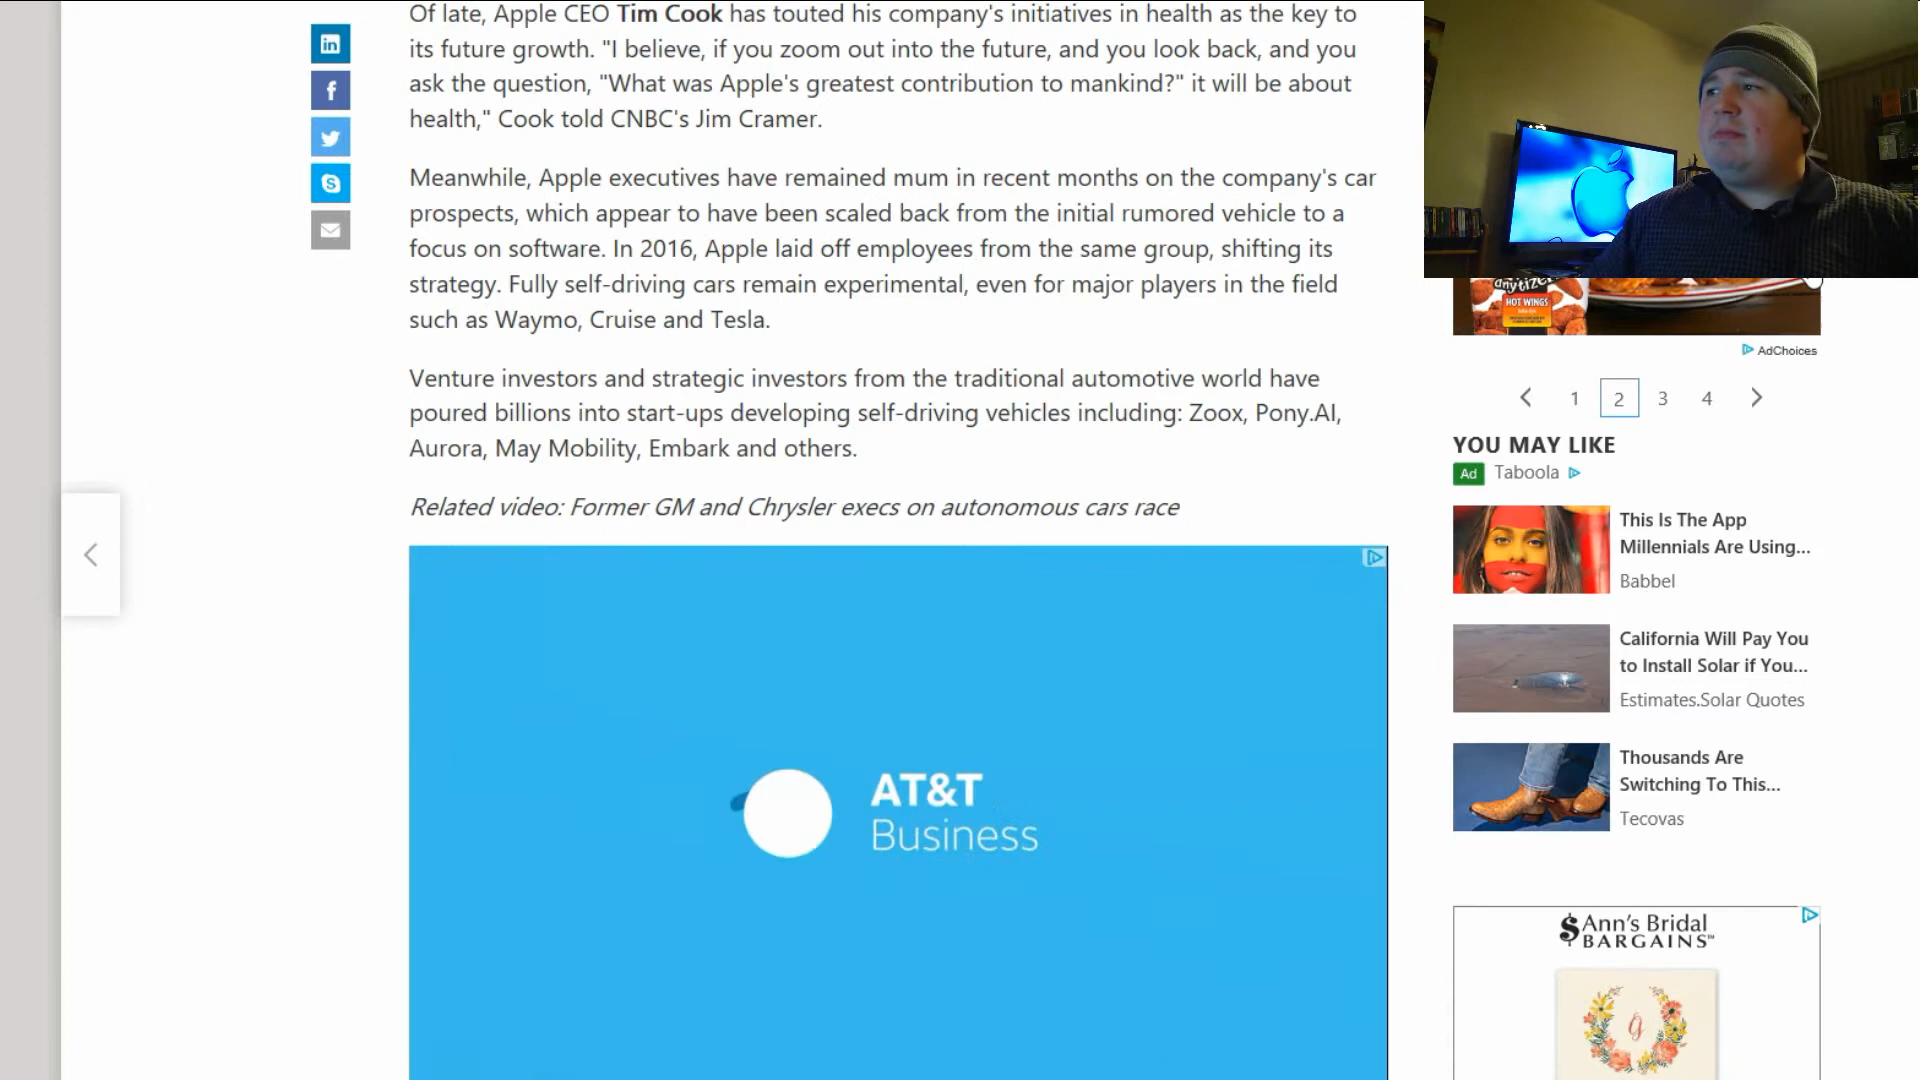 Of late, Apple CEO Tim Cook has touted his company's initiatives in health as the key to
its future growth. "I believe, if you zoom out into the future, and you look back, and you
ask the question, "What was Apple's greatest contribution to mankind?" it will be about
health," Cook told CNBC's Jim Cramer.
Meanwhile, Apple executives have remained mum in recent months on the company's car
prospects, which appear to have been scaled back from the initial rumored vehicle to a
focus on software. In 2016, Apple laid off employees from the same group, shifting its
strategy. Fully self-driving cars remain experimental, even for major players in the field
such as Waymo, Cruise and Tesla.
Venture investors and strategic investors from the traditional automotive world have
poured billions into start-ups developing self-driving vehicles including: Zoox, Pony.AI,
Aurora, May Mobility, Embark and others.
Related video: Former GM and Chrysler execs on autonomous cars race
AT&T
Business
anytizers
HOT WINGS
AdChoices
1 2 3 4
YOU MAY LIKE
Ad Taboola
This Is The App
Millennials Are Using...
Babbel
California Will Pay You
to Install Solar if You...
Estimates.Solar Quotes
Thousands Are
Switching To This...
Tecovas
Ann's Bridal
BARGAINS™